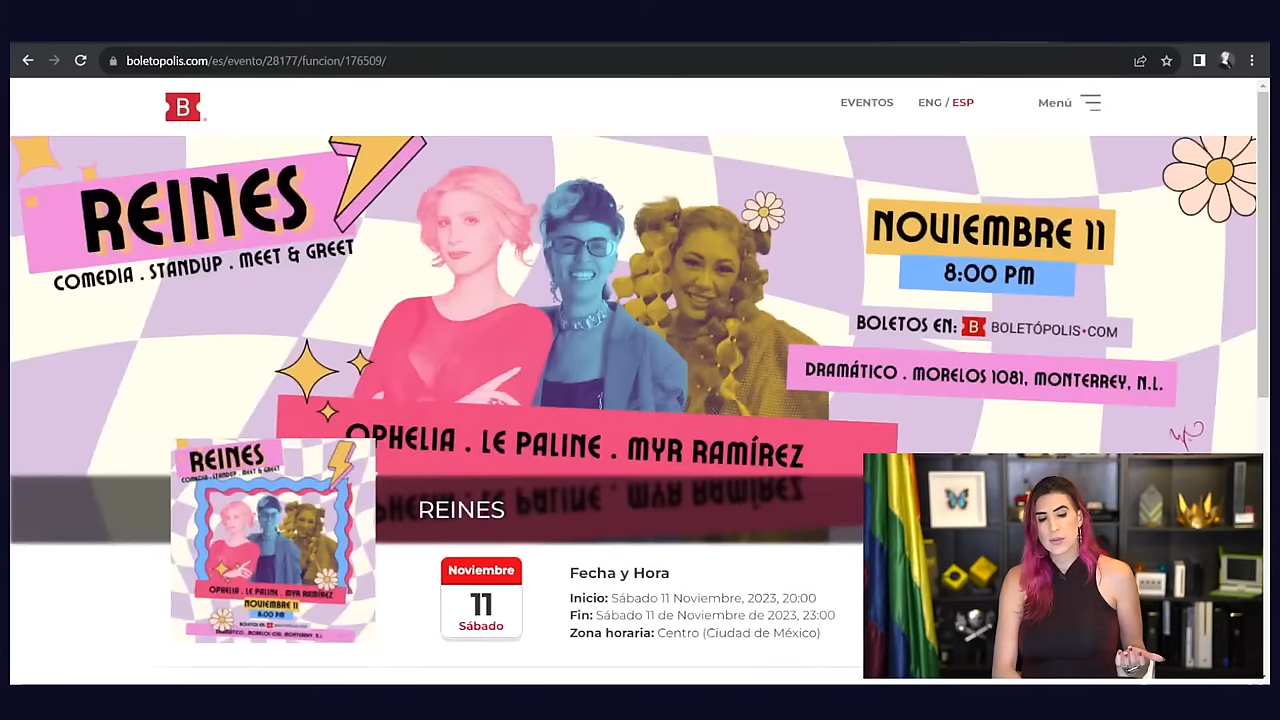 boletopolis.com/es/evento/28177/funcion/176509/
B
EVENTOS
ENG / ESP
Menú
REINES
COMEDIA . STANDUP . MEET & GREET
NOVIEMBRE 11
8:00 PM
BOLETOS EN: B BOLETÓPOLIS•COM
DRAMÁTICO . MORELOS 1081, MONTERREY, N.L.
OPHELIA . LE PALINE . MYR RAMÍREZ
REINES
COMEDIA . STANDUP . MEET & GREET
OPHELIA . LE PALINE . MYR RAMÍREZ
NOVIEMBRE 11
8:00 PM
DRAMÁTICO . MORELOS 1081, MONTERREY, N.L.
REINES
Noviembre
11
Sábado
Fecha y Hora
Inicio: Sábado 11 Noviembre, 2023, 20:00
Fin: Sábado 11 de Noviembre de 2023, 23:00
Zona horaria: Centro (Ciudad de México)